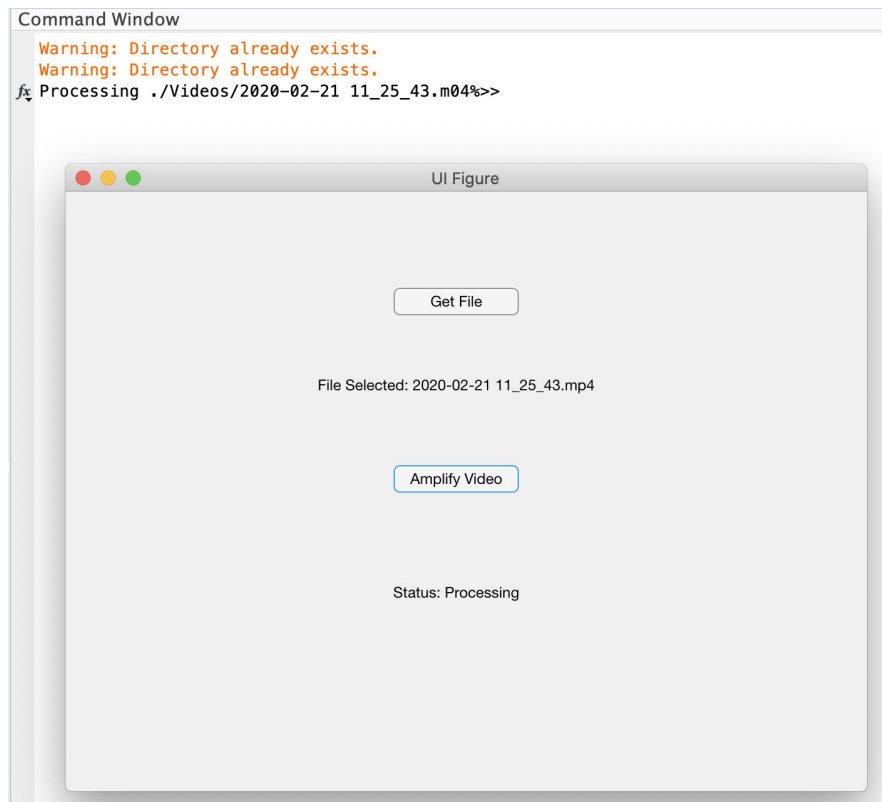 Command Window
Warning: Directory already exists.
Warning: Directory already exists.
fx Processing ./Videos/2020-02-21 11_25_43.m04%>>
UI Figure
Get File
File Selected: 2020-02-21 11_25_43.mp4
Amplify Video
Status: Processing